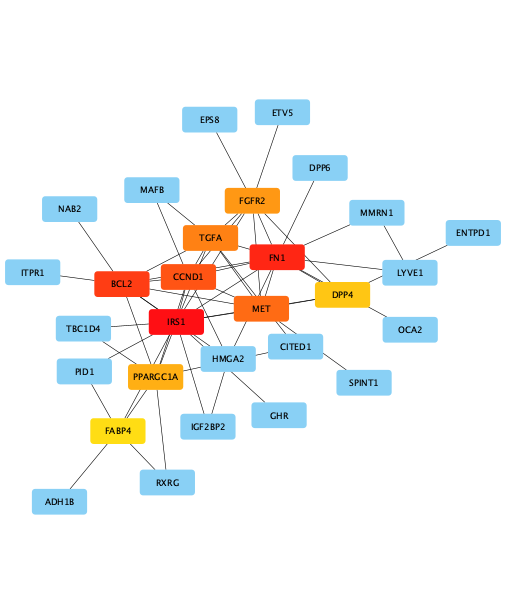 ETV5
EPS8
DPP6
MAFB
FGFR2
NAB2
MMRN1
ENTPD1
TGFA
FN1
ITPR1
CCND1
LYVE1
BCL2
DPP4
MET
IRS1
TBC1D4
OCA2
CITED1
HMGA2
PID1
PPARGC1A
SPINT1
GHR
IGF2BP2
FABP4
RXRG
ADH1B